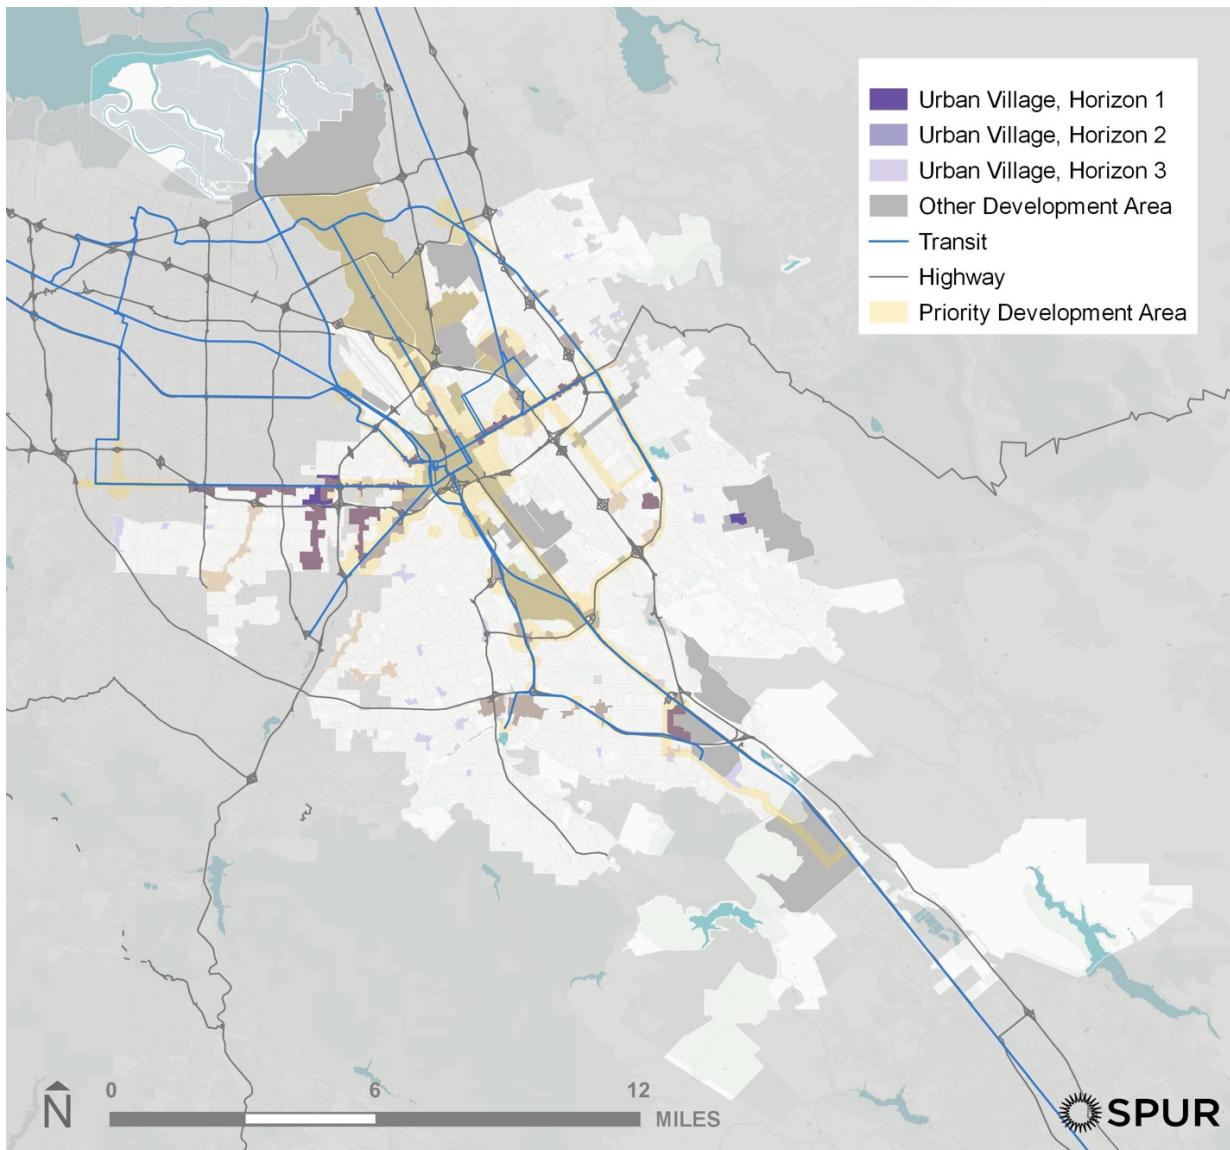 Urban Village, Horizon 1
Urban Village, Horizon 2
Urban Village, Horizon 3
Other Development Area
Transit
Highway
Priority Development Area
N
0 6 12
MILES
SPUR